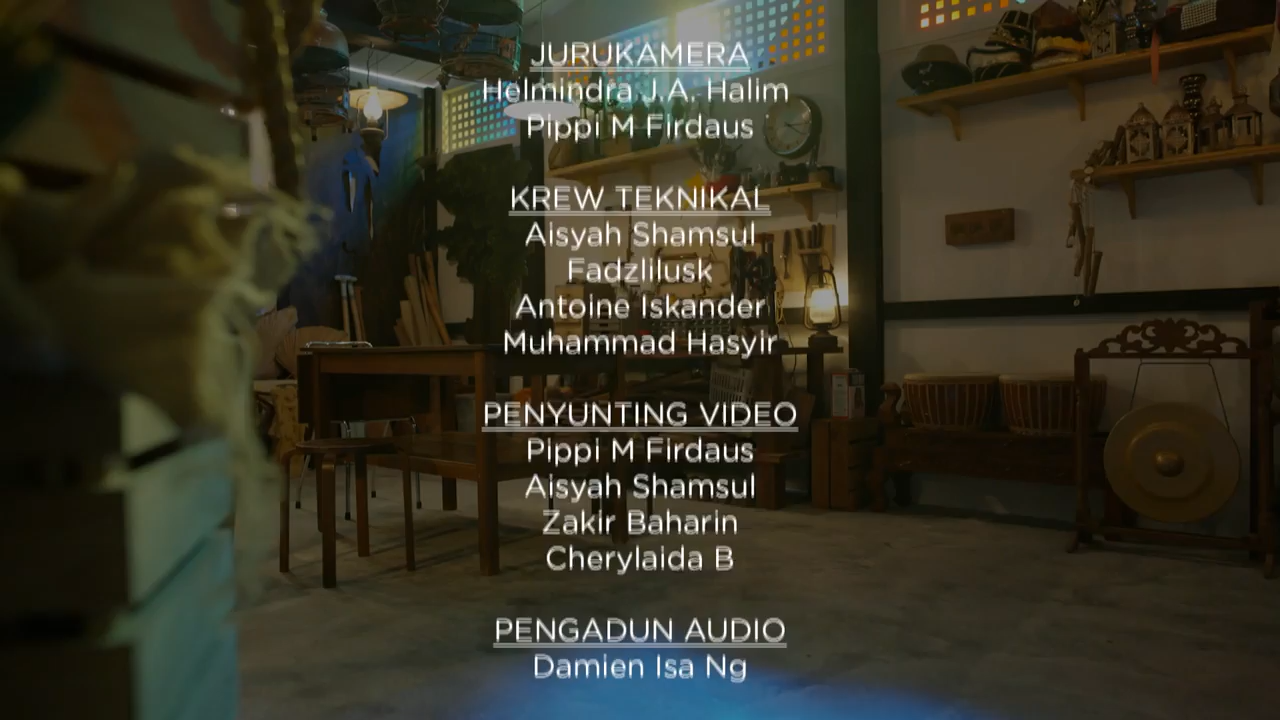 JURUKAMERA
Helmindra J.A. Halim
Pippi M Firdaus
KREW TEKNIKAL
Aisyah Shamsul
Fadzlilusk
Antoine Iskander
Muhammad Hasyir
PENYUNTING VIDEO
Pippi M Firdaus
Aisyah Shamsul
Zakir Baharin
Cherylaida B
PENGADUN AUDIO
Damien Isa Ng